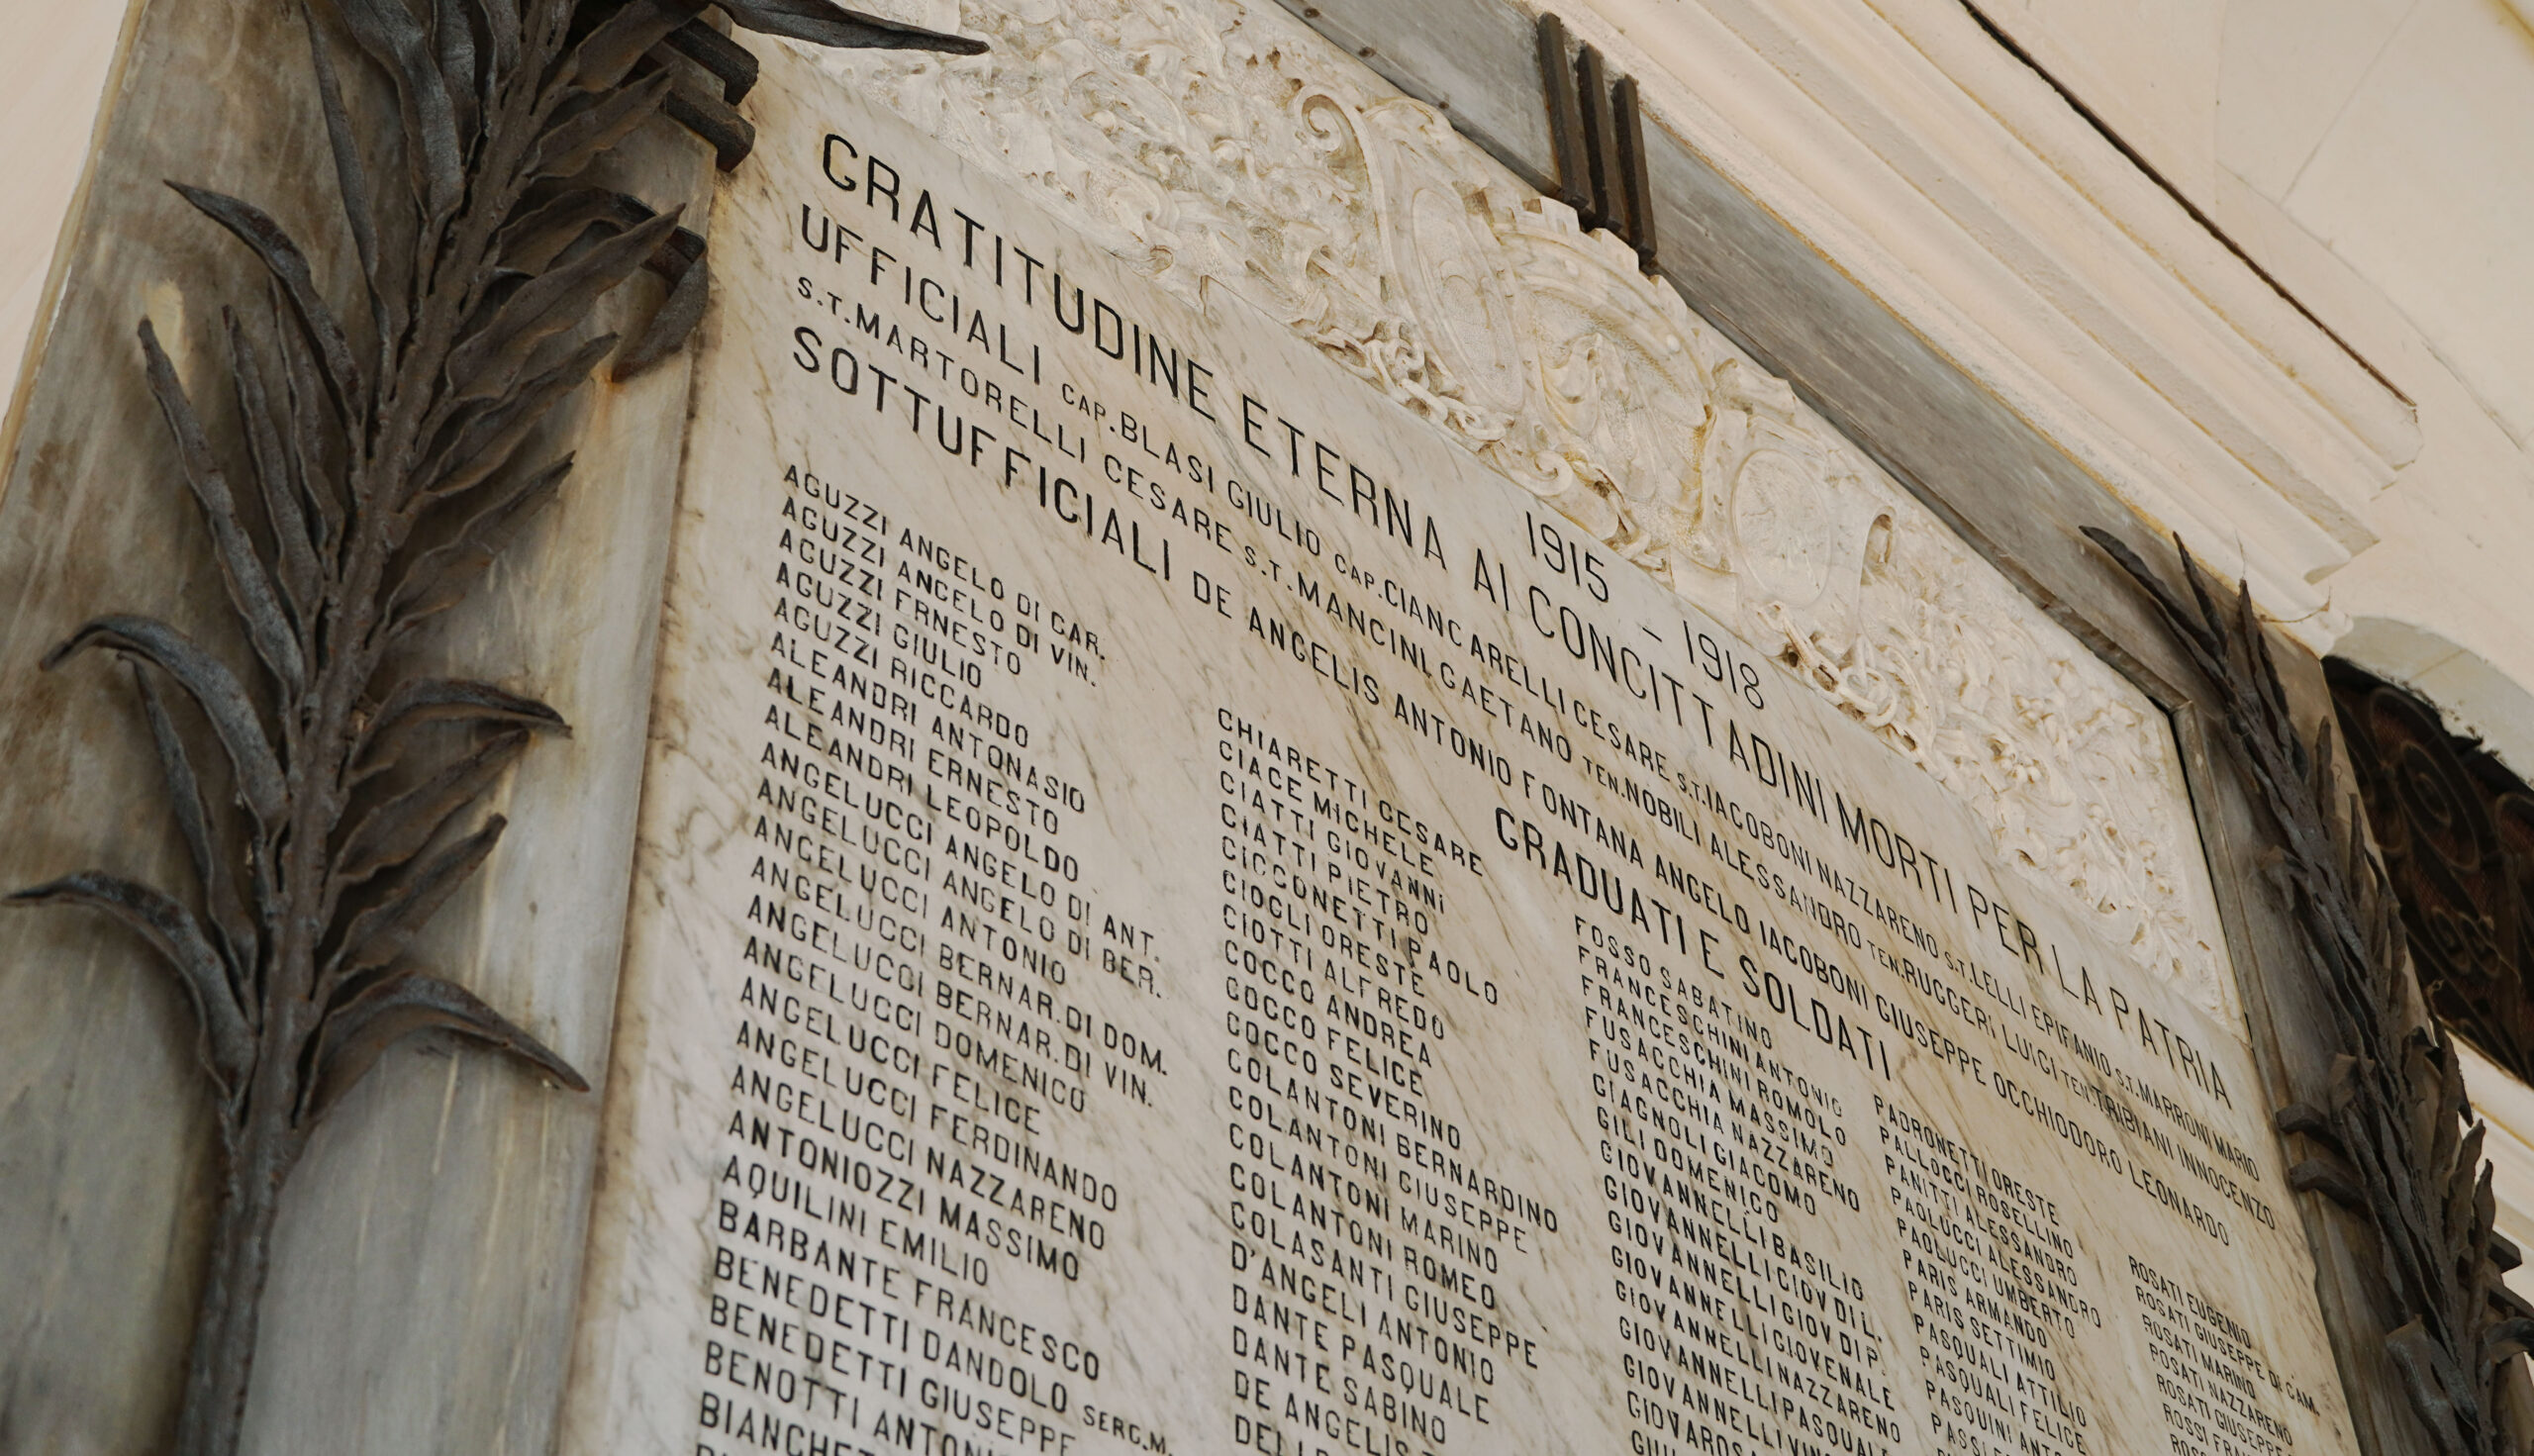 1915 - 1918
GRATITUDINE ETERNA AI CONCITTADINI MORTI PER LA PATRIA
UFFICIALI CAP.BLASI GIULIO CAP.CIANCARELLI CESARE S.T.IACOBONI NAZZARENO S.T.LELLI EPIFANIO S.T.MARRONI MARIO
S.T.MARTORELLI CESARE S.T.MANCINI GAETANO TEN.NOBILI ALESSANDRO TEN.RUGGERI LUIGI TEN.TRIBIANI INNOCENZO
SOTTUFFICIALI DE ANGELIS ANTONIO FONTANA ANGELO IACOBONI GIUSEPPE OCCHIODORO LEONARDO
GRADUATI E SOLDATI
AGUZZI ANGELO DI CAR.
AGUZZI ANGELO DI VIN.
AGUZZI ERNESTO
AGUZZI GIULIO
AGUZZI RICCARDO
ALEANDRI ANTONASIO
ALEANDRI ERNESTO
ALEANDRI LEOPOLDO
ANGELUCCI ANGELO DI ANT.
ANGELUCCI ANGELO DI BER.
ANGELUCCI ANTONIO
ANGELUCCI BERNAR.DI DOM.
ANGELUCCI BERNAR.DI VIN.
ANGELUCCI DOMENICO
ANGELUCCI FELICE
ANGELUCCI FERDINANDO
ANGELUCCI NAZZARENO
ANTONIOZZI MASSIMO
AQUILINI EMILIO
BARBANTE FRANCESCO
BENEDETTI DANDOLO SERG.M.
BENEDETTI GIUSEPPE
BENOTTI
CHIARETTI CESARE
CIACE MICHELE
CIATTI GIOVANNI
CIATTI PIETRO
CICCONETTI PAOLO
CIOGLI ORESTE
CIOTTI ALFREDO
COCCO ANDREA
COCCO FELICE
COCCO SEVERINO
COLANTONI BERNARDINO
COLANTONI GIUSEPPE
COLANTONI MARINO
COLANTONI ROMEO
COLASANTI GIUSEPPE
D'ANGELI ANTONIO
DANTE PASQUALE
DANTE SABINO
DE ANGELIS
FOSSO SABATINO
FRANCESCHINI ANTONIO
FRANCESCHINI ROMOLO
FUSACCHIA MASSIMO
FUSACCHIA NAZZARENO
GIAGNOLI GIACOMO
GILI DOMENICO
GIOVANNELLI BASILIO
GIOVANNELLI GIOV DI L.
GIOVANNELLI GIOV DI P.
GIOVANNELLI GIOVENALE
GIOVANNELLI NAZZARENO
GIOVANNELLI PASQUALE
GIOVANNELLI
PADRONETTI ORESTE
PALLOCCI ROSELLINO
PANITTI ALESSANDRO
PAOLUCCI ALESSANDRO
PAOLUCCI UMBERTO
PARIS ARMANDO
PARIS SETTIMIO
PASQUALI ATTILIO
PASQUALI FELICE
PASQUINI
ROSATI EUGENIO
ROSATI GIUSEPPE DI CAM.
ROSATI MARINO
ROSATI NAZZARENO
ROSATI GIUSEPPE
ROSSI